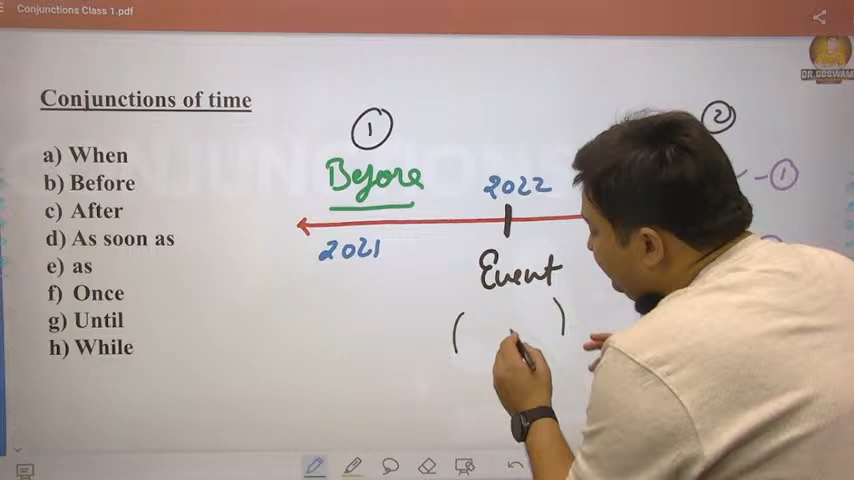 Conjunctions Class 1.pdf
DR.GOSWAMI
Conjunctions of time
a) When
b) Before
c) After
d) As soon as
e) as
f) Once
g) Until
h) While
1
Before
2022
2021
Event
(     )
2
- 1